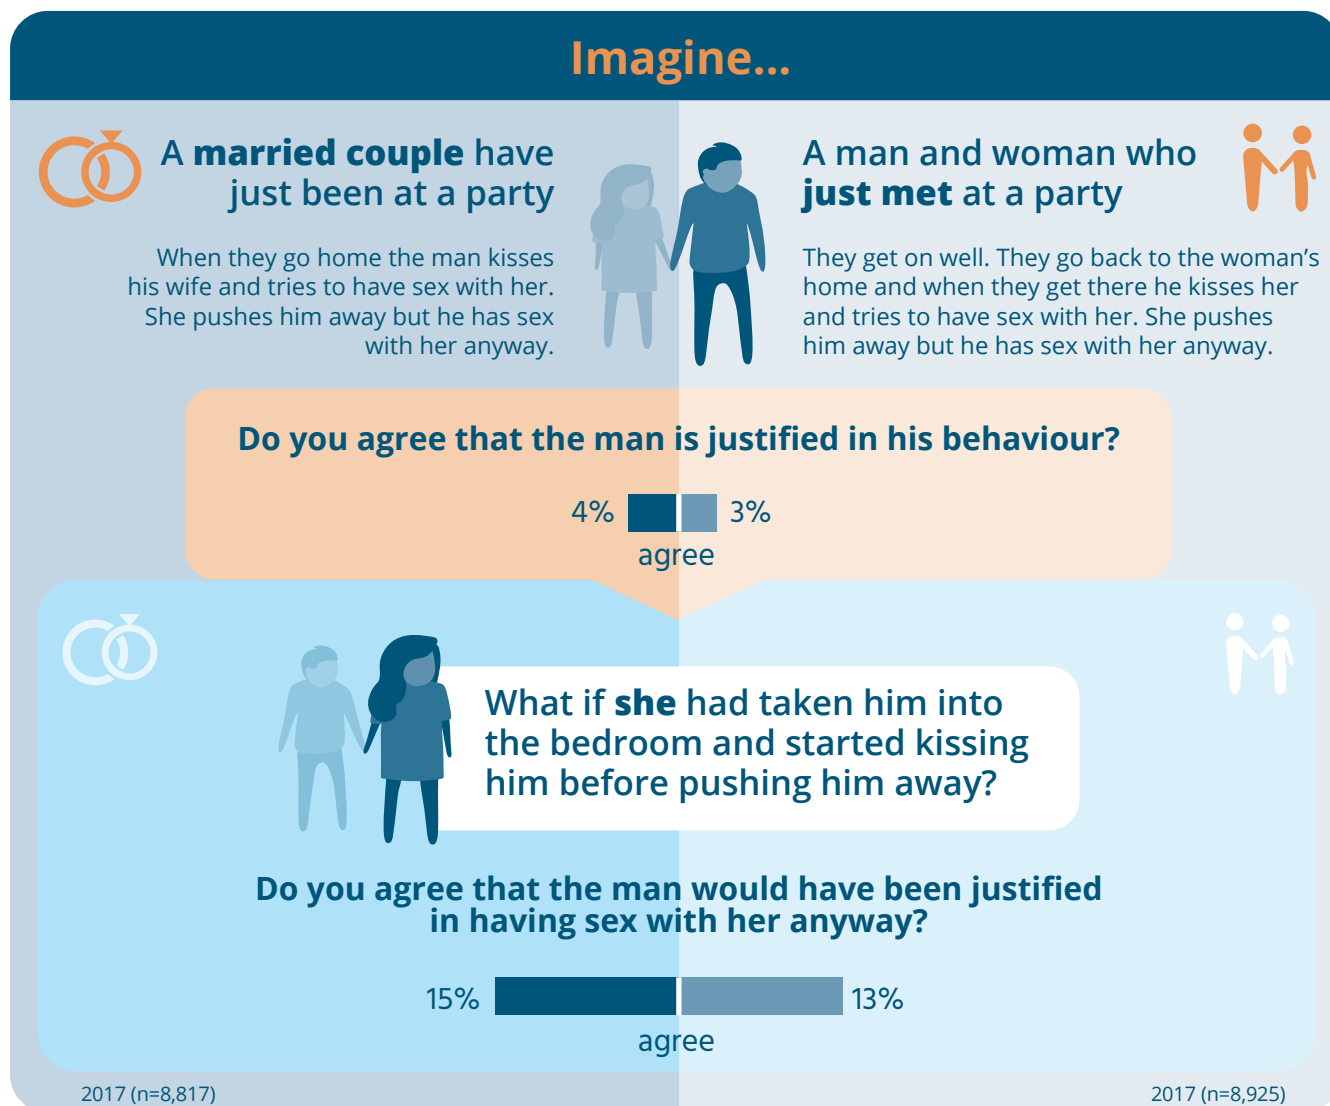 Imagine...
A married couple have
just been at a party
When they go home the man kisses
his wife and tries to have sex with her.
She pushes him away but he has sex
with her anyway.
A man and woman who
just met at a party
They get on well. They go back to the woman's
home and when they get there he kisses her
and tries to have sex with her. She pushes
him away but he has sex with her anyway.
Do you agree that the man is justified in his behaviour?
4% 3%
agree
What if she had taken him into
the bedroom and started kissing
him before pushing him away?
Do you agree that the man would have been justified
in having sex with her anyway?
15% 13%
agree
2017 (n=8,817) 2017 (n=8,925)